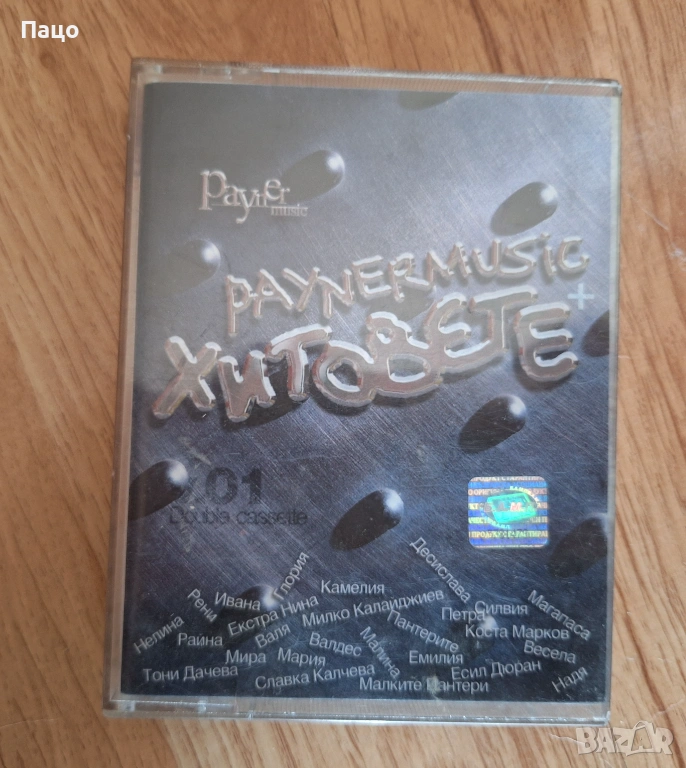 Пацо
Payner
music
PAYNERMUSIC
ХИТОВЕТЕ +
Double cassette
Глория
Десислава
Камелия
Ивана
Рени
Нелина
Екстра Нина
Милко Калайджиев
Петра
Силвия
Магапаса
Райна
Валя
Валдес
Малина
Пантерите
Коста Марков
Весела
Мира
Мария
Емилия
Тони Дачева
Славка Калчева
Есил Дюран
Надя
Малките Пантери
BAZAR